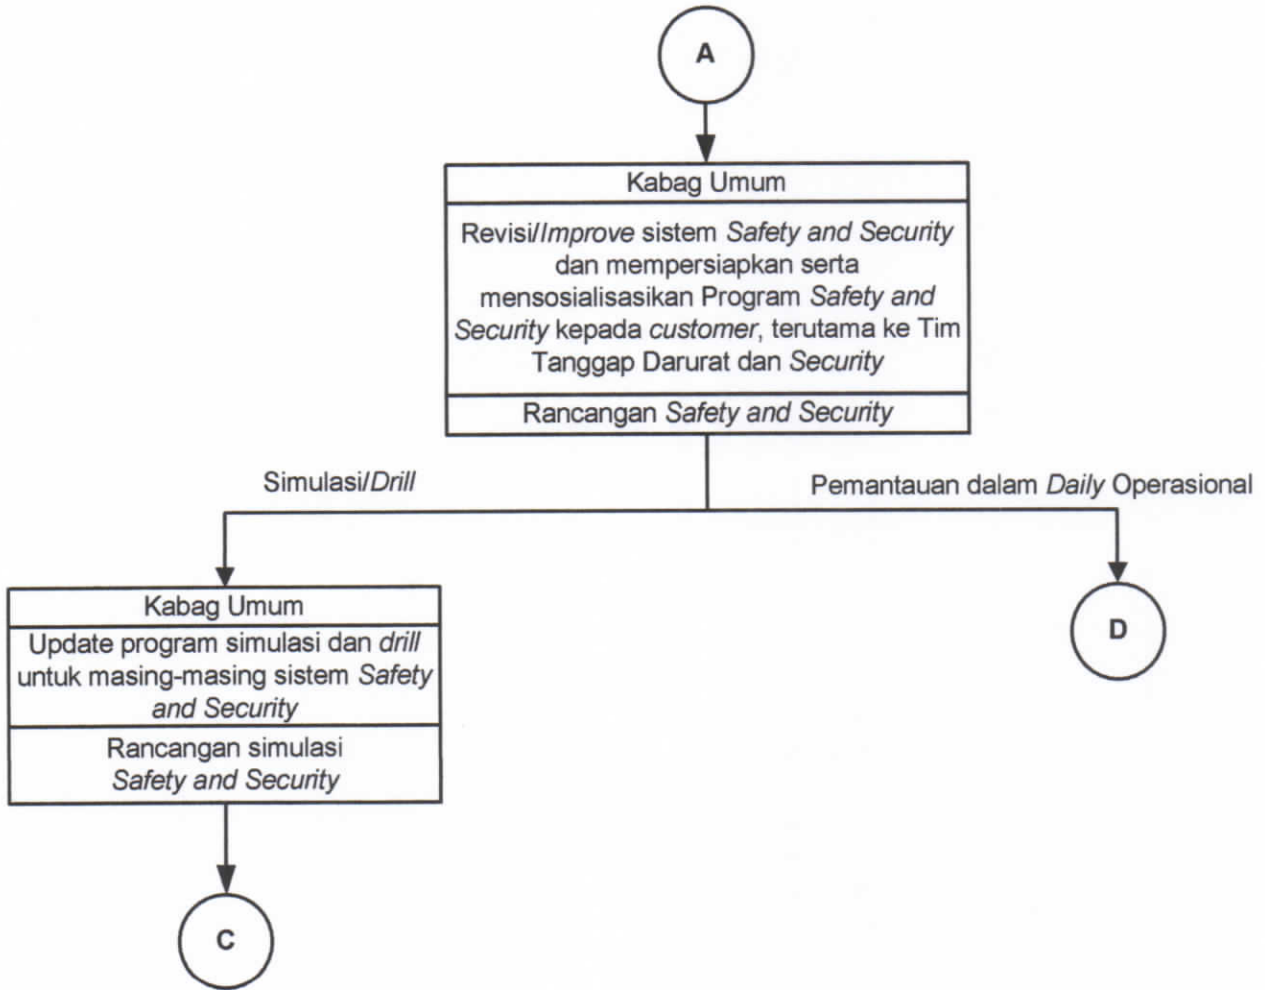 A
Kabag Umum
Revisi/Improve sistem Safety and Security
dan mempersiapkan serta
mensosialisasikan Program Safety and
Security kepada customer, terutama ke Tim
Tanggap Darurat dan Security
Rancangan Safety and Security
Simulasi/Drill
Pemantauan dalam Daily Operasional
Kabag Umum
Update program simulasi dan drill
untuk masing-masing sistem Safety
and Security
Rancangan simulasi
Safety and Security
D
C